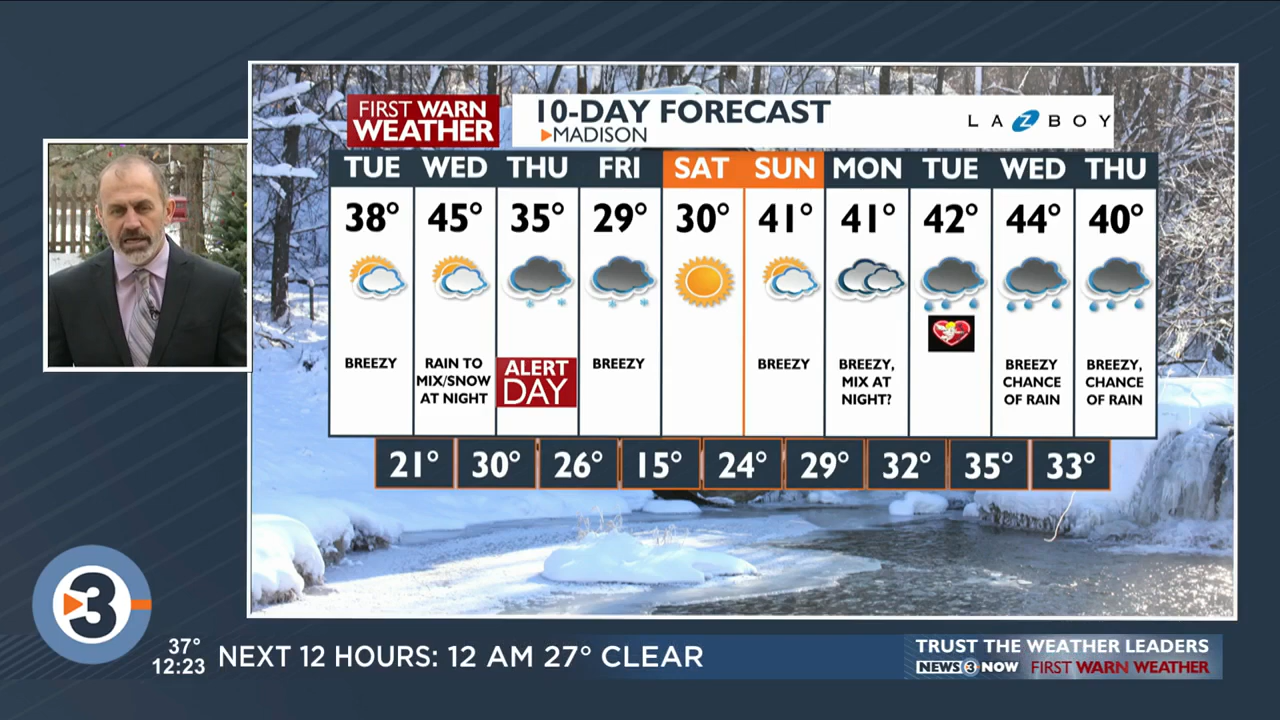 FIRST WARN
WEATHER
10-DAY FORECAST
MADISON
LAZBOY
TUE WED THU FRI SAT SUN MON TUE WED THU
38° 45° 35° 29° 30° 41° 41° 42° 44° 40°
BREEZY
RAIN TO
MIX/SNOW
AT NIGHT
ALERT
DAY
BREEZY
BREEZY
BREEZY,
MIX AT
NIGHT?
BREEZY
CHANCE
OF RAIN
BREEZY,
CHANCE
OF RAIN
21° 30° 26° 15° 24° 29° 32° 35° 33°
3
37°
12:23
NEXT 12 HOURS: 12 AM 27° CLEAR
TRUST THE WEATHER LEADERS
NEWS 3 NOW FIRST WARN WEATHER